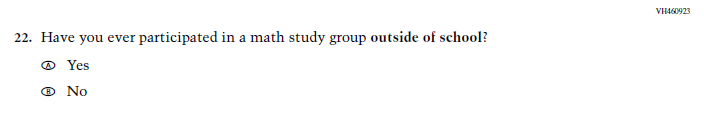 VH460923
22. Have you ever participated in a math study group outside of school?
A Yes
B No